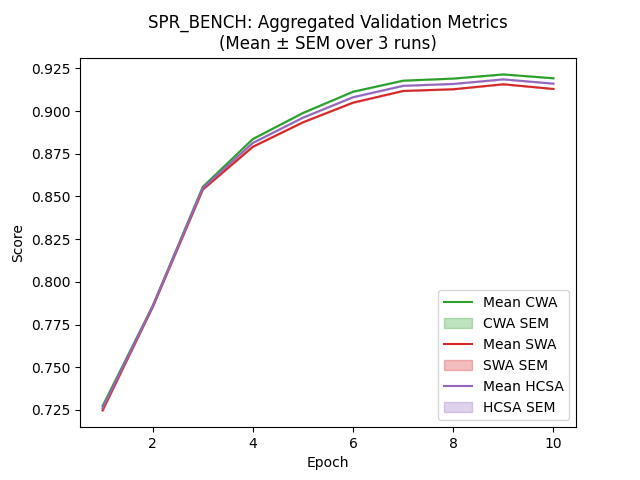 SPR_BENCH: Aggregated Validation Metrics
(Mean ± SEM over 3 runs)
Score
0.925
0.900
0.875
0.850
0.825
0.800
0.775
0.750
0.725
Mean CWA
CWA SEM
Mean SWA
SWA SEM
Mean HCSA
HCSA SEM
2
4
6
8
10
Epoch